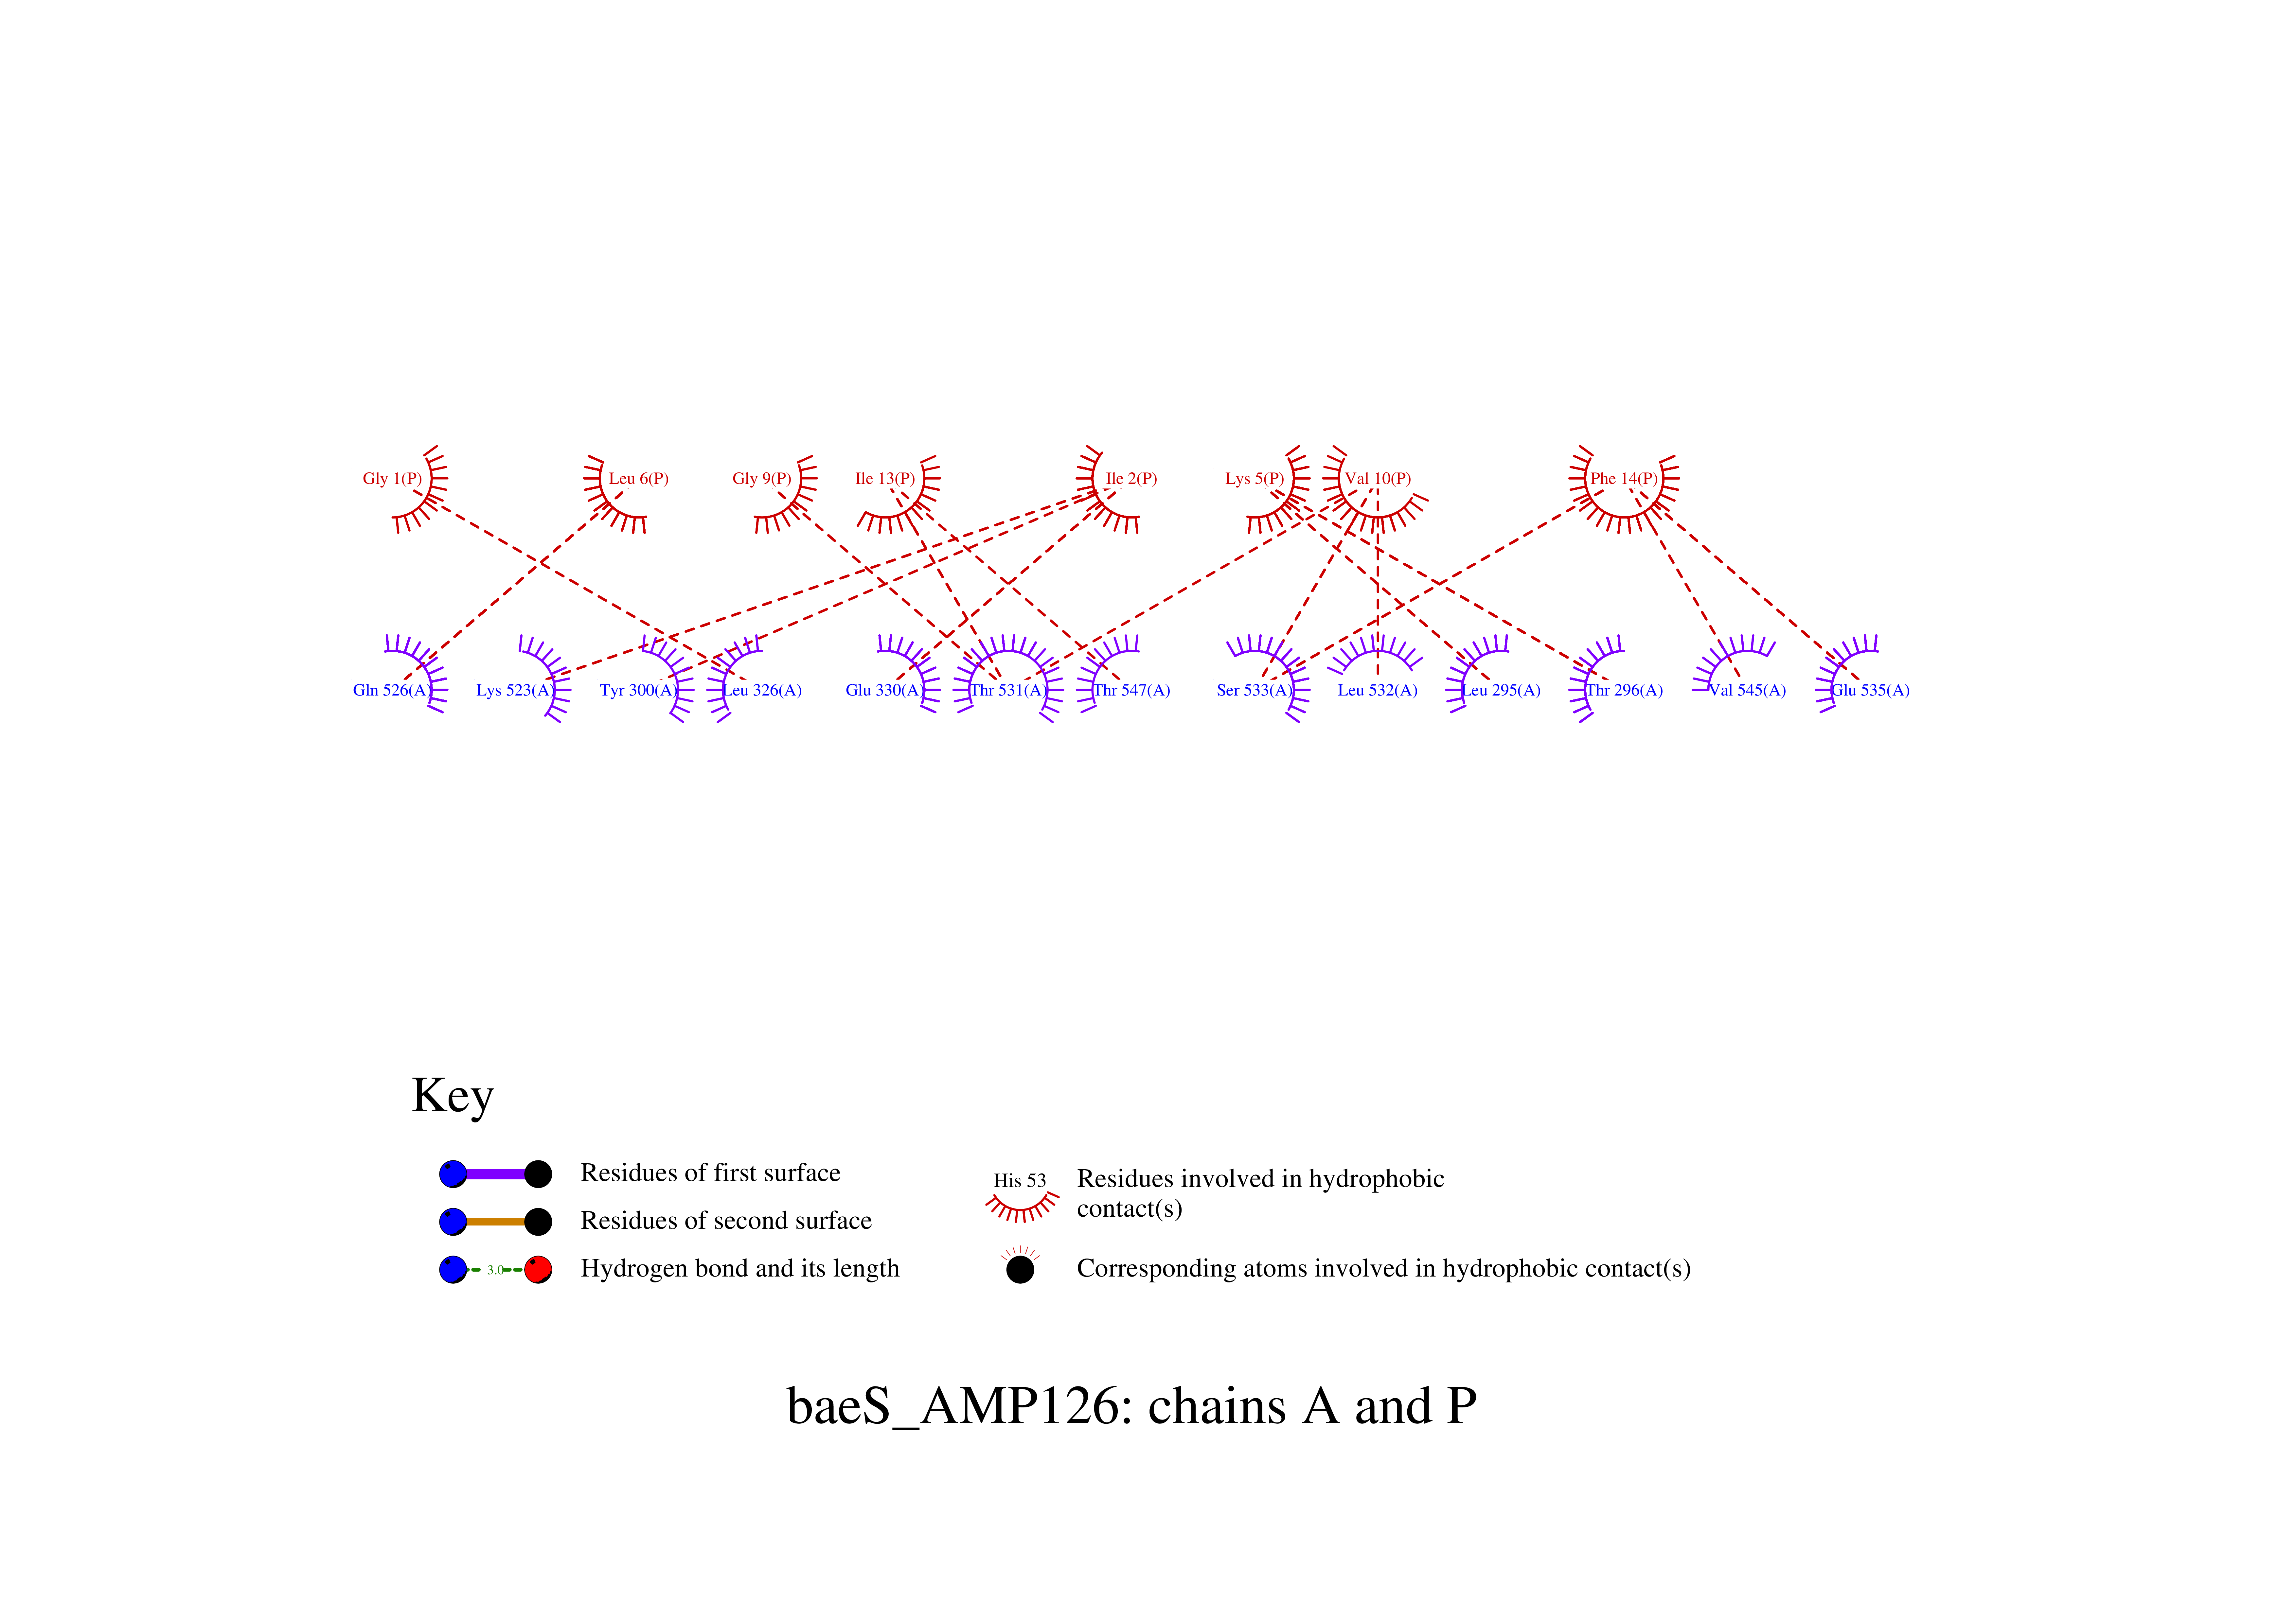 Gly 1(P) Leu 6(P) Gly 9(P) Ile 13(P) Ile 2(P) Lys 5(P) Val 10(P) Phe 14(P)
Gln 526(A) Lys 523(A) Tyr 300(A) Leu 326(A) Glu 330(A) Thr 531(A) Thr 547(A) Ser 533(A) Leu 532(A) Leu 295(A) Thr 296(A) Val 545(A) Glu 535(A)
Key
Residues of first surface
Residues of second surface
3.0 Hydrogen bond and its length
His 53 Residues involved in hydrophobic
contact(s)
Corresponding atoms involved in hydrophobic contact(s)
baeS_AMP126: chains A and P